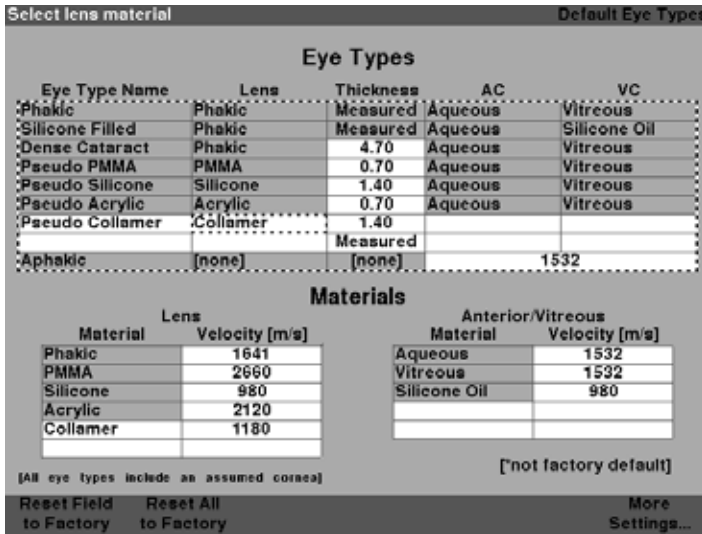 Select lens material Default Eye Types
Eye Types
Eye Type Name Lens Thickness AC VC
Phakic Phakic Measured Aqueous Vitreous
Silicone Filled Phakic Measured Aqueous Silicone Oil
Dense Cataract Phakic 4.70 Aqueous Vitreous
Pseudo PMMA PMMA 0.70 Aqueous Vitreous
Pseudo Silicone Silicone 1.40 Aqueous Vitreous
Pseudo Acrylic Acrylic 0.70 Aqueous Vitreous
Pseudo Collamer Collamer 1.40
Measured
Aphakic [none] [none] 1532
Materials
Lens Anterior/Vitreous
Material Velocity [m/s] Material Velocity [m/s]
Phakic 1641 Aqueous 1532
PMMA 2660 Vitreous 1532
Silicone 980 Silicone Oil 980
Acrylic 2120
Collamer 1180
[All eye types include an assumed cornea] [*not factory default]
Reset Field Reset All More
to Factory to Factory Settings...